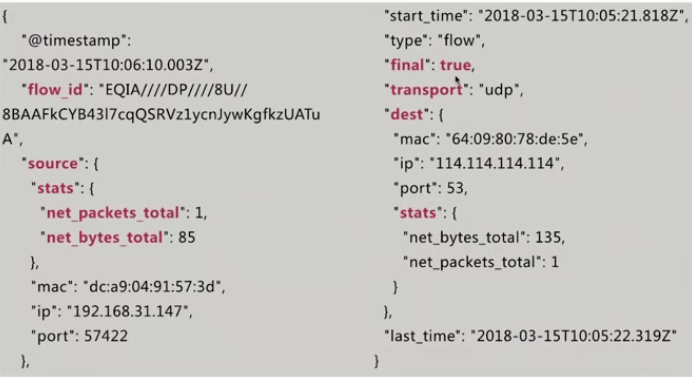 {
"@timestamp":
"2018-03-15T10:06:10.003Z",
"flow_id": "EQIA////DP////8U//
8BAAFkCYB43l7cqQSRVz1ycnJywKgfkzUATu
A",
"source": {
"stats": {
"net_packets_total": 1,
"net_bytes_total": 85
},
"mac": "dc:a9:04:91:57:3d",
"ip": "192.168.31.147",
"port": 57422
},
"start_time": "2018-03-15T10:05:21.818Z",
"type": "flow",
"final": true,
"transport": "udp",
"dest": {
"mac": "64:09:80:78:de:5e",
"ip": "114.114.114.114",
"port": 53,
"stats": {
"net_bytes_total": 135,
"net_packets_total": 1
}
},
"last_time": "2018-03-15T10:05:22.319Z"
}